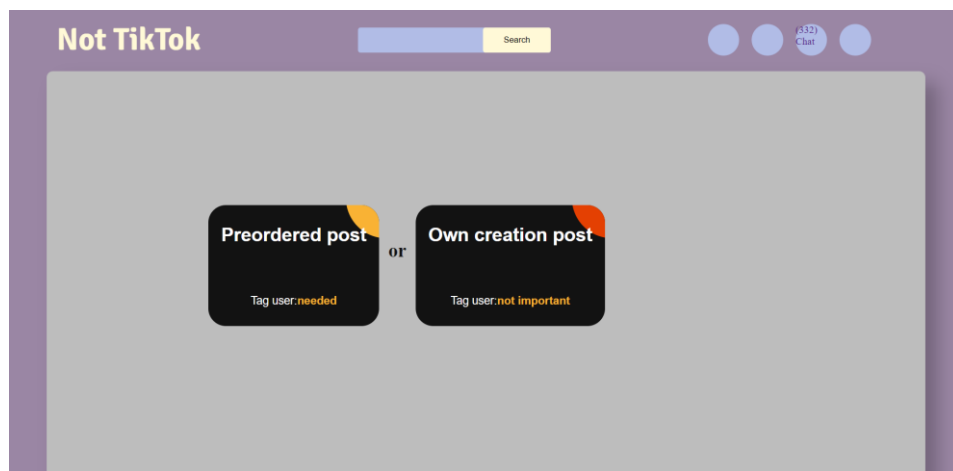 Not TikTok
Search
(332)
Chat
Preordered post
or
Own creation post
Tag user:needed
Tag user:not important